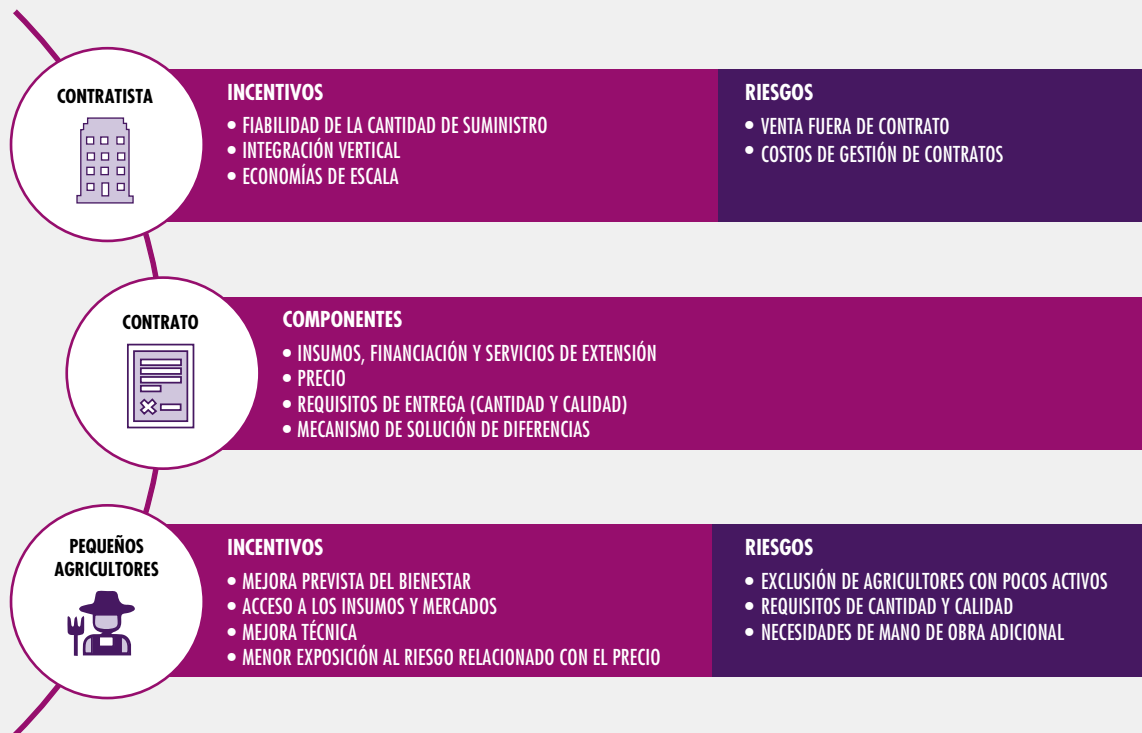 CONTRATISTA
INCENTIVOS
• FIABILIDAD DE LA CANTIDAD DE SUMINISTRO
• INTEGRACIÓN VERTICAL
• ECONOMÍAS DE ESCALA
RIESGOS
• VENTA FUERA DE CONTRATO
• COSTOS DE GESTIÓN DE CONTRATOS
CONTRATO
COMPONENTES
• INSUMOS, FINANCIACIÓN Y SERVICIOS DE EXTENSIÓN
• PRECIO
• REQUISITOS DE ENTREGA (CANTIDAD Y CALIDAD)
• MECANISMO DE SOLUCIÓN DE DIFERENCIAS
PEQUEÑOS
AGRICULTORES
INCENTIVOS
• MEJORA PREVISTA DEL BIENESTAR
• ACCESO A LOS INSUMOS Y MERCADOS
• MEJORA TÉCNICA
• MENOR EXPOSICIÓN AL RIESGO RELACIONADO CON EL PRECIO
RIESGOS
• EXCLUSIÓN DE AGRICULTORES CON POCOS ACTIVOS
• REQUISITOS DE CANTIDAD Y CALIDAD
• NECESIDADES DE MANO DE OBRA ADICIONAL